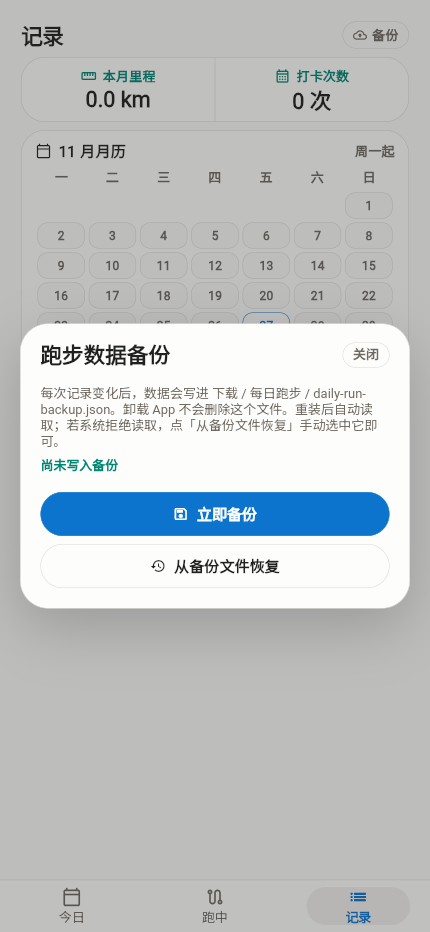 记录
备份
本月里程
打卡次数
0.0 km
0 次
11 月月历
周一起
一 二 三 四 五 六 日
1
2 3 4 5 6 7 8
9 10 11 12 13 14 15
16 17 18 19 20 21 22
跑步数据备份
关闭
每次记录变化后，数据会写进 下载 / 每日跑步 / daily-run-
backup.json。卸载 App 不会删除这个文件。重装后自动读
取；若系统拒绝读取，点「从备份文件恢复」手动选中它即
可。
尚未写入备份
立即备份
从备份文件恢复
今日
跑中
记录